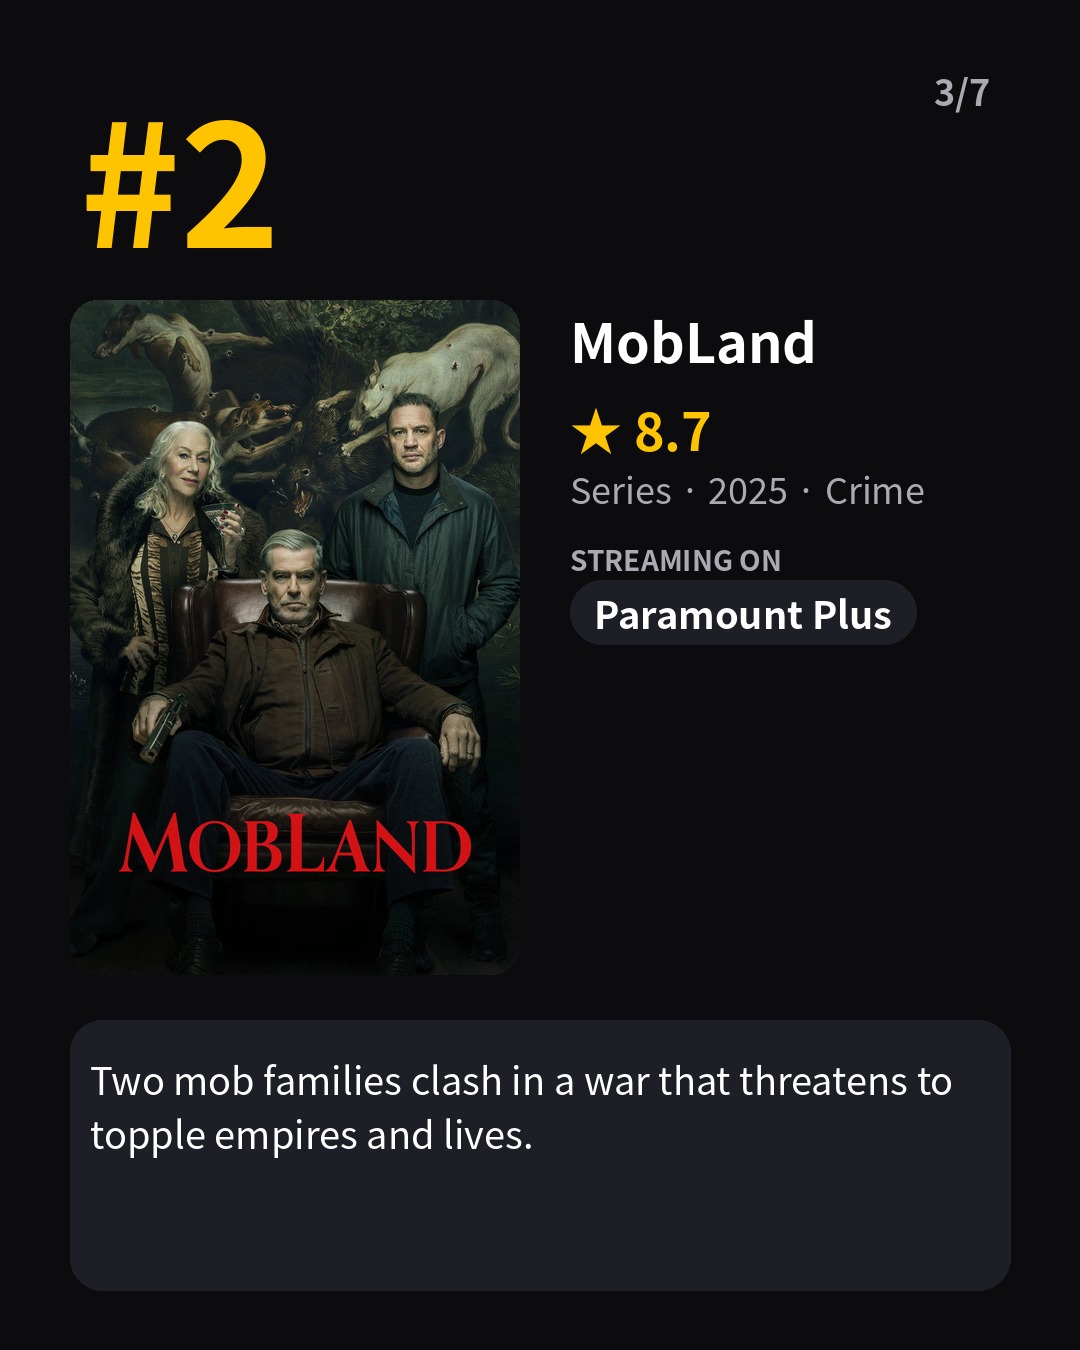 3/7
#2
MobLand
★ 8.7
Series · 2025 · Crime
STREAMING ON
Paramount Plus
MOBLAND
Two mob families clash in a war that threatens to
topple empires and lives.